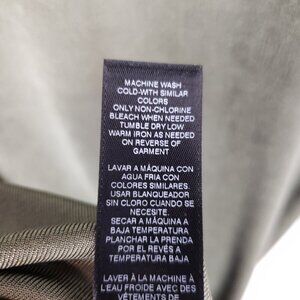 MACHINE WASH
COLD-WITH SIMILAR
COLORS
ONLY NON-CHLORINE
BLEACH WHEN NEEDED
TUMBLE DRY LOW
WARM IRON AS NEEDED
ON REVERSE OF
GARMENT
LAVAR A MÁQUINA CON
AGUA FRIA CON
COLORES SIMILARES.
USAR BLANQUEADOR
SIN CLORO CUANDO SE
NECESITE.
SECAR A MÁQUINA A
BAJA TEMPERATURA
PLANCHAR LA PRENDA
POR EL REVÉS A
TEMPERATURA BAJA
LAVER À LA MACHINE À
L'EAU FROIDE AVEC DES
VÊTEMENTS DE